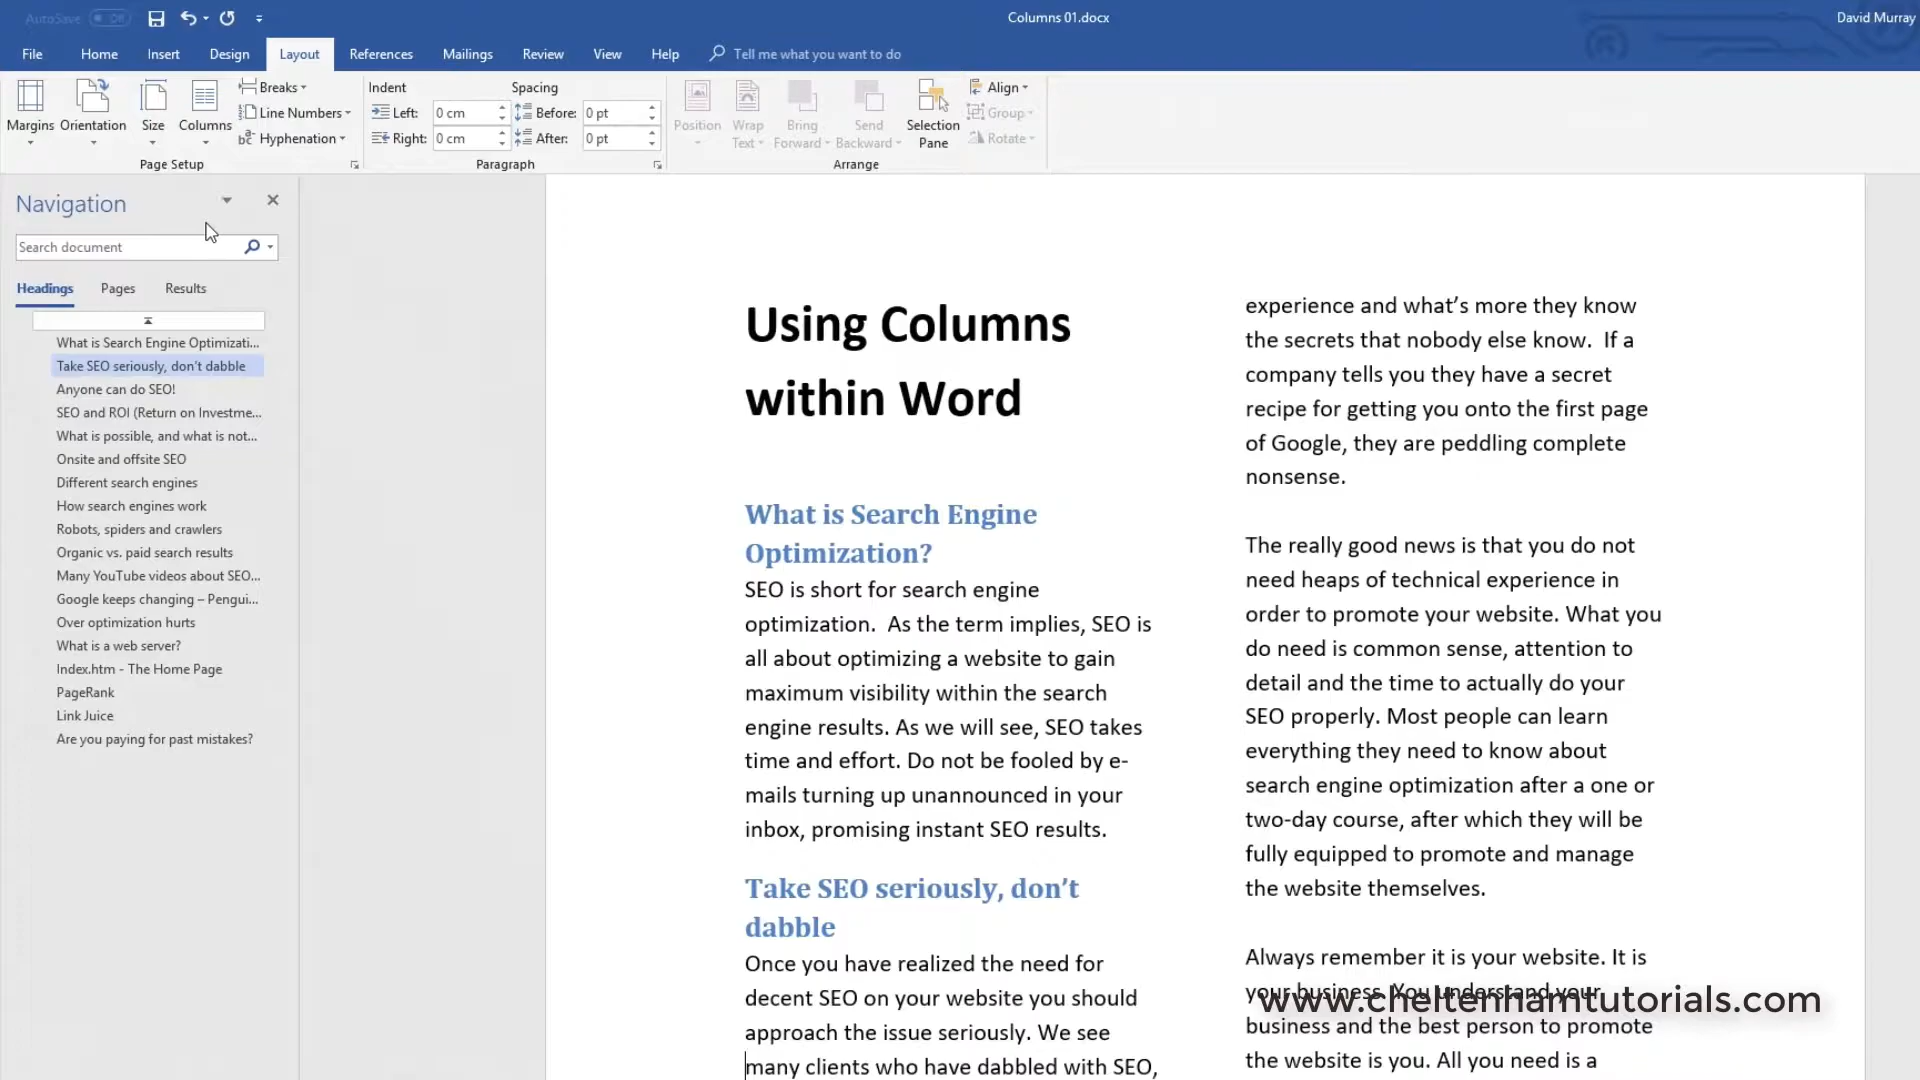 AutoSave Off
Columns 01.docx
David Murray
File Home Insert Design Layout References Mailings Review View Help Tell me what you want to do
Margins
Orientation
Size
Columns
Breaks
Line Numbers
Hyphenation
Page Setup
Indent
Left: 0 cm
Right: 0 cm
Spacing
Before: 0 pt
After: 0 pt
Paragraph
Position
Wrap
Text
Bring
Forward
Send
Backward
Selection
Pane
Align
Group
Rotate
Arrange
Navigation
Search document
Headings Pages Results
What is Search Engine Optimizati...
Take SEO seriously, don’t dabble
Anyone can do SEO!
SEO and ROI (Return on Investme...
What is possible, and what is not...
Onsite and offsite SEO
Different search engines
How search engines work
Robots, spiders and crawlers
Organic vs. paid search results
Many YouTube videos about SEO...
Google keeps changing – Pengui...
Over optimization hurts
What is a web server?
Index.htm - The Home Page
PageRank
Link Juice
Are you paying for past mistakes?
Using Columns
within Word
What is Search Engine
Optimization?
SEO is short for search engine
optimization.  As the term implies, SEO is
all about optimizing a website to gain
maximum visibility within the search
engine results. As we will see, SEO takes
time and effort. Do not be fooled by e-
mails turning up unannounced in your
inbox, promising instant SEO results.
Take SEO seriously, don’t
dabble
Once you have realized the need for
decent SEO on your website you should
approach the issue seriously. We see
many clients who have dabbled with SEO,
experience and what’s more they know
the secrets that nobody else know.  If a
company tells you they have a secret
recipe for getting you onto the first page
of Google, they are peddling complete
nonsense.
The really good news is that you do not
need heaps of technical experience in
order to promote your website. What you
do need is common sense, attention to
detail and the time to actually do your
SEO properly. Most people can learn
everything they need to know about
search engine optimization after a one or
two-day course, after which they will be
fully equipped to promote and manage
the website themselves.
Always remember it is your website. It is
your business. You understand your
business and the best person to promote
the website is you. All you need is a
www.cheltenhamtutorials.com